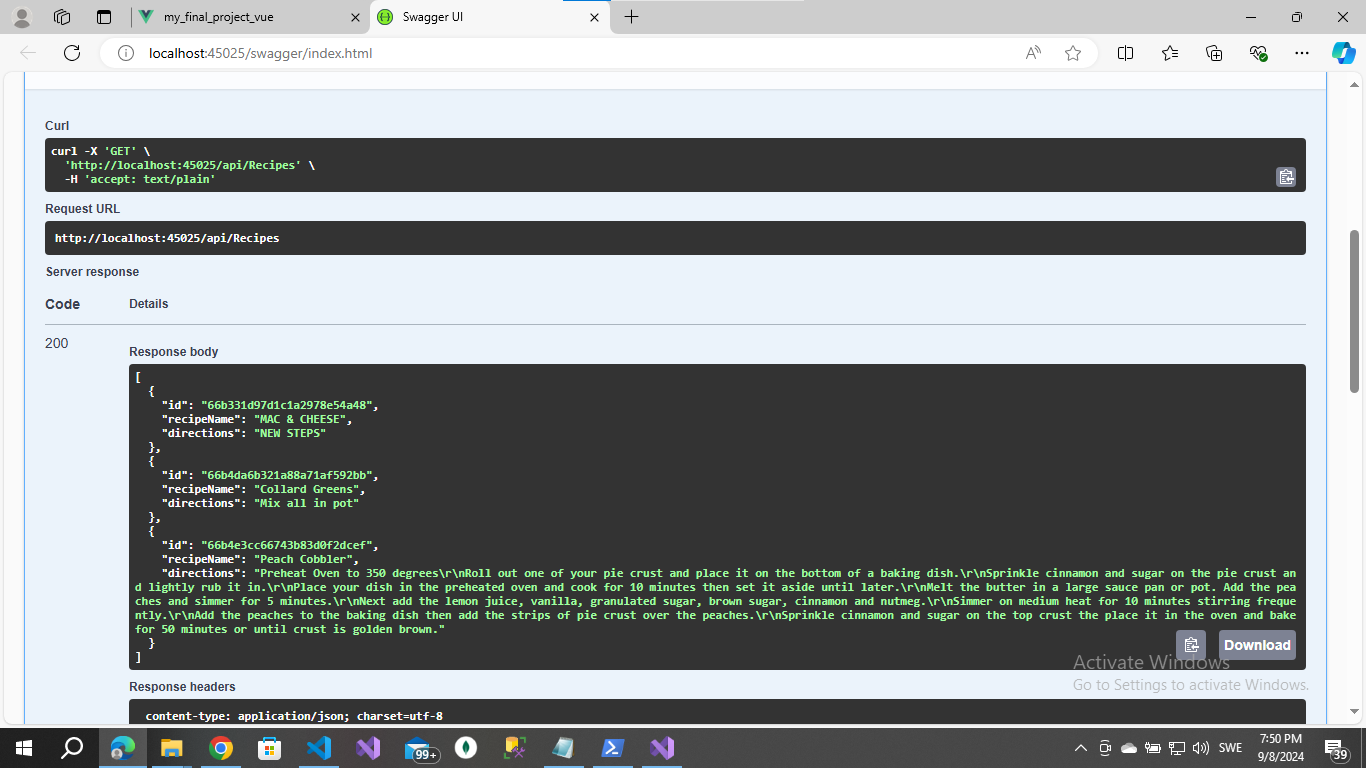 my_final_project_vue
Swagger UI
localhost:45025/swagger/index.html
Curl
curl -X 'GET' \
'http://localhost:45025/api/Recipes' \
-H 'accept: text/plain'
Request URL
http://localhost:45025/api/Recipes
Server response
Code Details
200
Response body
[
{
"id": "66b331d97d1c1a2978e54a48",
"recipeName": "MAC & CHEESE",
"directions": "NEW STEPS"
},
{
"id": "66b4da6b321a88a71af592bb",
"recipeName": "Collard Greens",
"directions": "Mix all in pot"
},
{
"id": "66b4e3cc66743b83d0f2dcef",
"recipeName": "Peach Cobbler",
"directions": "Preheat Oven to 350 degrees\r\nRoll out one of your pie crust and place it on the bottom of a baking dish.\r\nSprinkle cinnamon and sugar on the pie crust an
d lightly rub it in.\r\nPlace your dish in the preheated oven and cook for 10 minutes then set it aside until later.\r\nMelt the butter in a large sauce pan or pot. Add the pea
ches and simmer for 5 minutes.\r\nNext add the lemon juice, vanilla, granulated sugar, brown sugar, cinnamon and nutmeg.\r\nSimmer on medium heat for 10 minutes stirring freque
ntly.\r\nAdd the peaches to the baking dish then add the strips of pie crust over the peaches.\r\nSprinkle cinnamon and sugar on the top crust the place it in the oven and bake
for 50 minutes or until crust is golden brown."
}
]
Download
Activate Windows
Go to Settings to activate Windows.
Response headers
content-type: application/json; charset=utf-8
99+
SWE
7:50 PM
9/8/2024
39